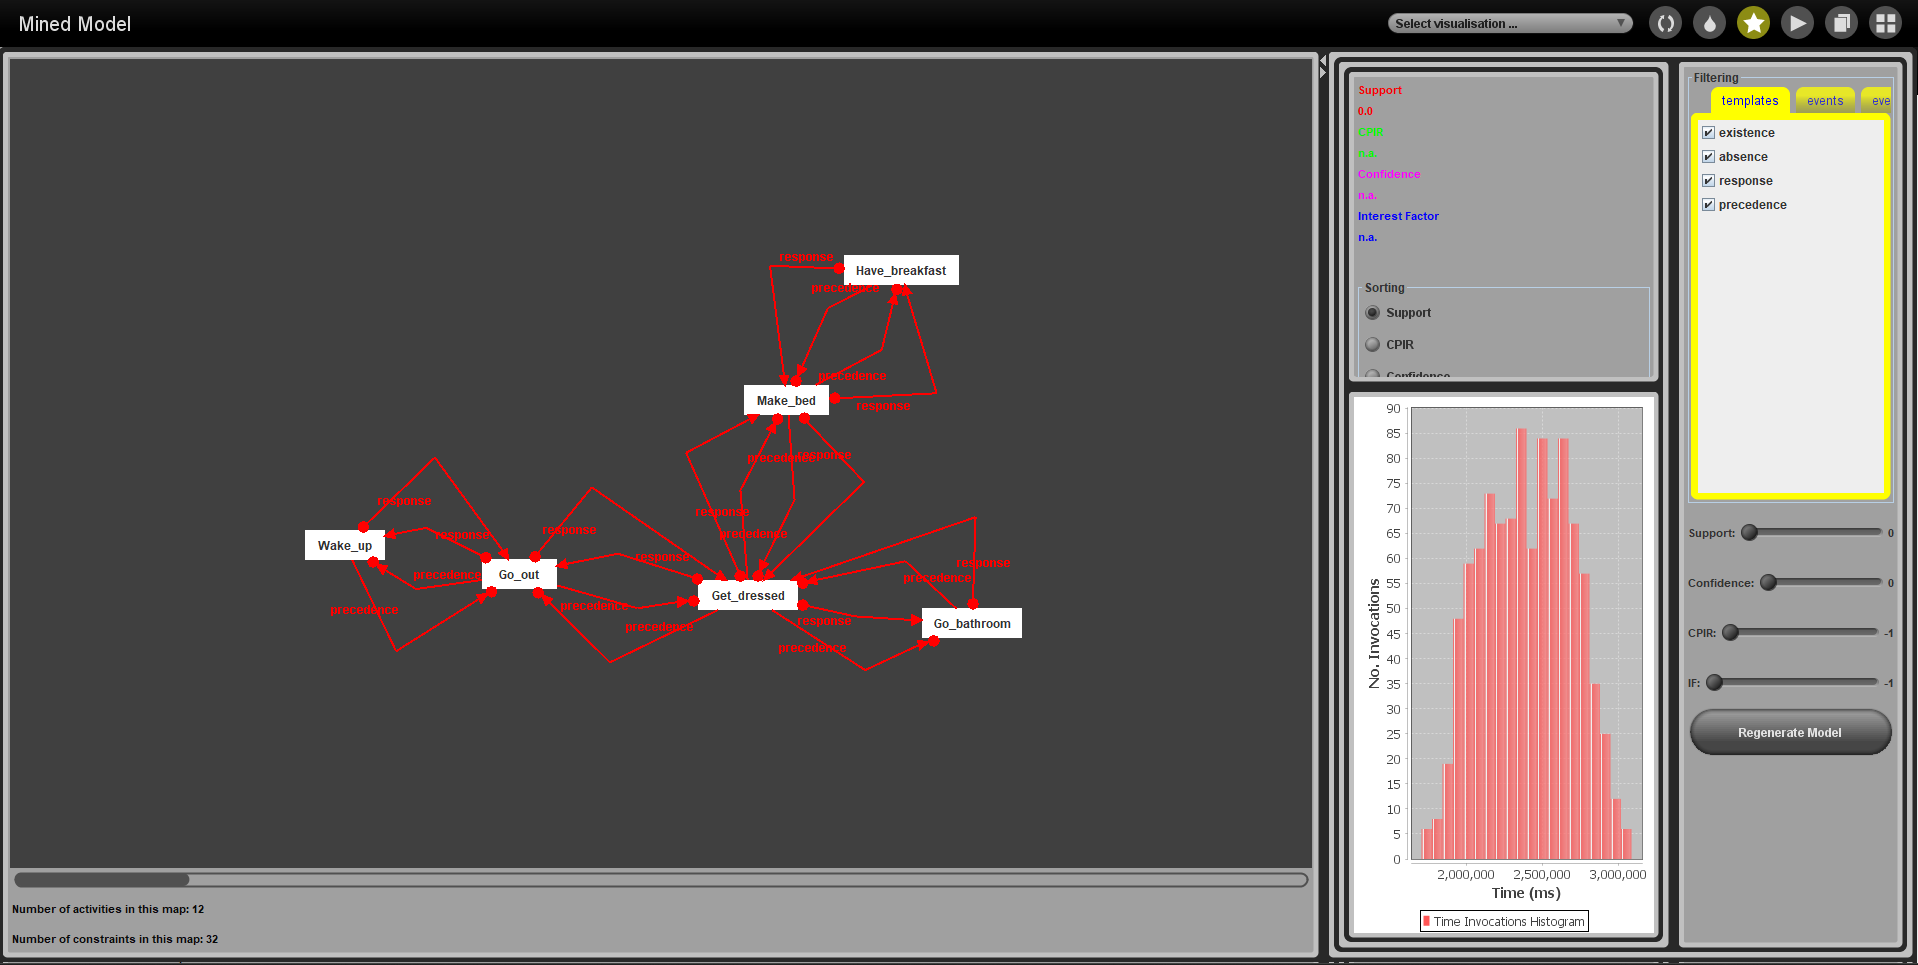 Mined Model
Select visualisation ...
response
Have_breakfast
precedence
precedence
Make_bed
response
precedence
response
response
response
response
precedence
response
Wake_up
response
Go_out
response
response
precedence
precedence
precedence
Get_dressed
precedence
precedence
response
Go_bathroom
precedence
Number of activities in this map: 12
Number of constraints in this map: 32
Support
0.0
CPIR
n.a.
Confidence
n.a.
Interest Factor
n.a.
Sorting
Support
CPIR
Confidence
90
85
80
75
70
65
60
55
50
45
40
35
30
25
20
15
10
5
0
No. Invocations
2,000,000 2,500,000 3,000,000
Time (ms)
Time Invocations Histogram
Filtering
templates events eve
existence
absence
response
precedence
Support: 0
Confidence: 0
CPIR: -1
IF: -1
Regenerate Model